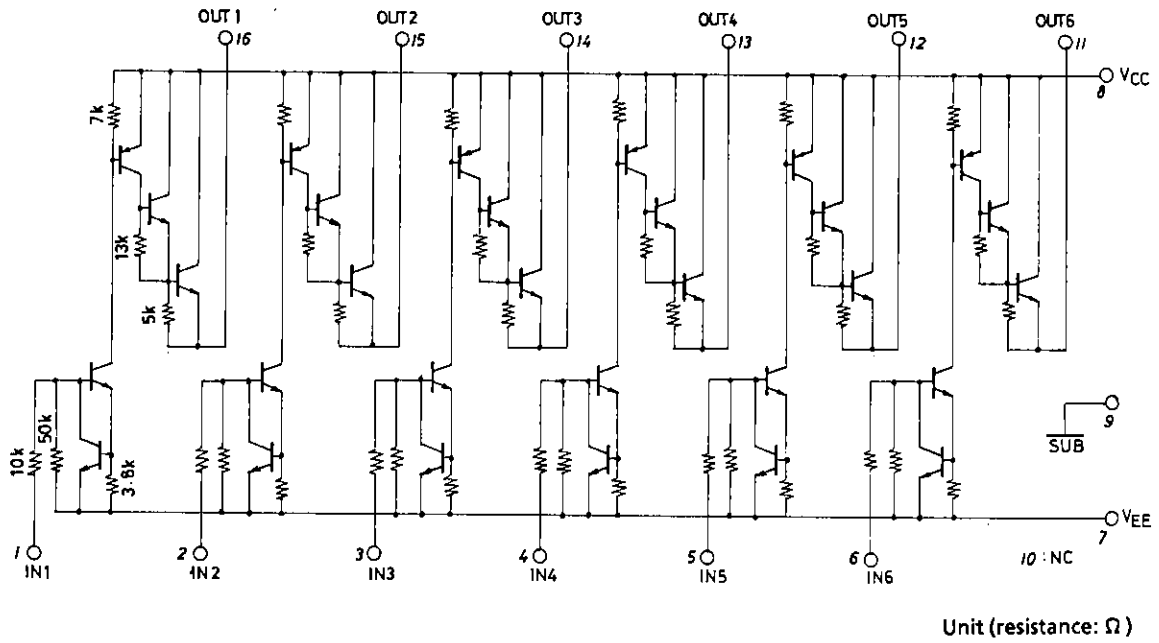 OUT1 OUT2 OUT3 OUT4 OUT5 OUT6
16 15 14 13 12 11
VCC
8
7k
13k
5k
50k
10k
3.8k
9
SUB
VEE
7
1 2 3 4 5 6
IN1 IN2 IN3 IN4 IN5 IN6
10 : NC
Unit (resistance: Ω )